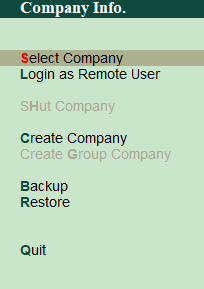 Company Info.
Select Company
Login as Remote User
SHut Company
Create Company
Create Group Company
Backup
Restore
Quit